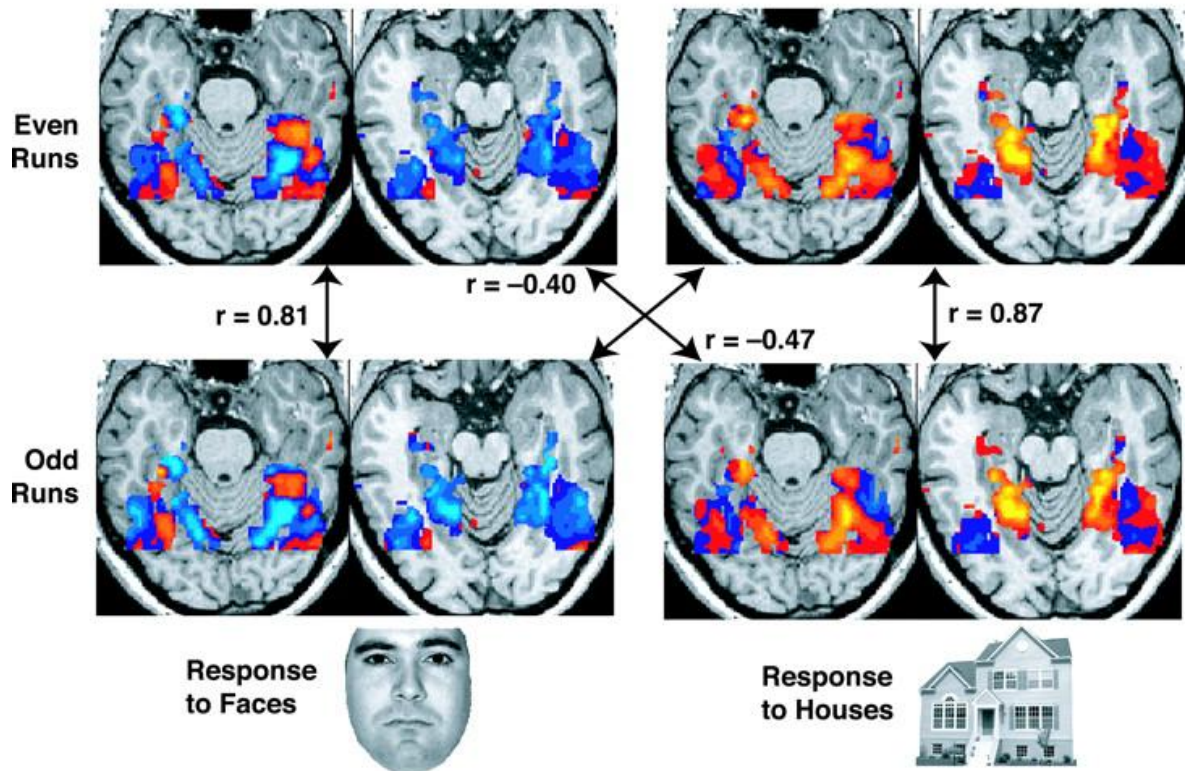 Even
Runs
r = 0.81
r = –0.40
r = –0.47
r = 0.87
Odd
Runs
Response
to Faces
Response
to Houses